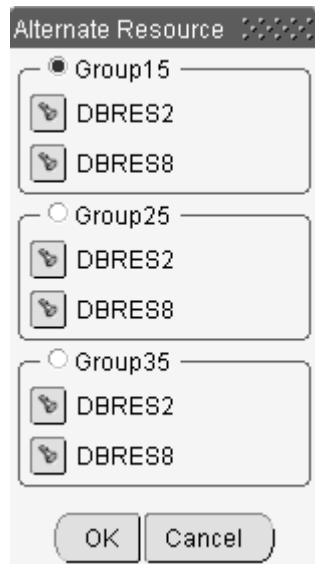 Alternate Resource
Group15
DBRES2
DBRES8
Group25
DBRES2
DBRES8
Group35
DBRES2
DBRES8
OK Cancel